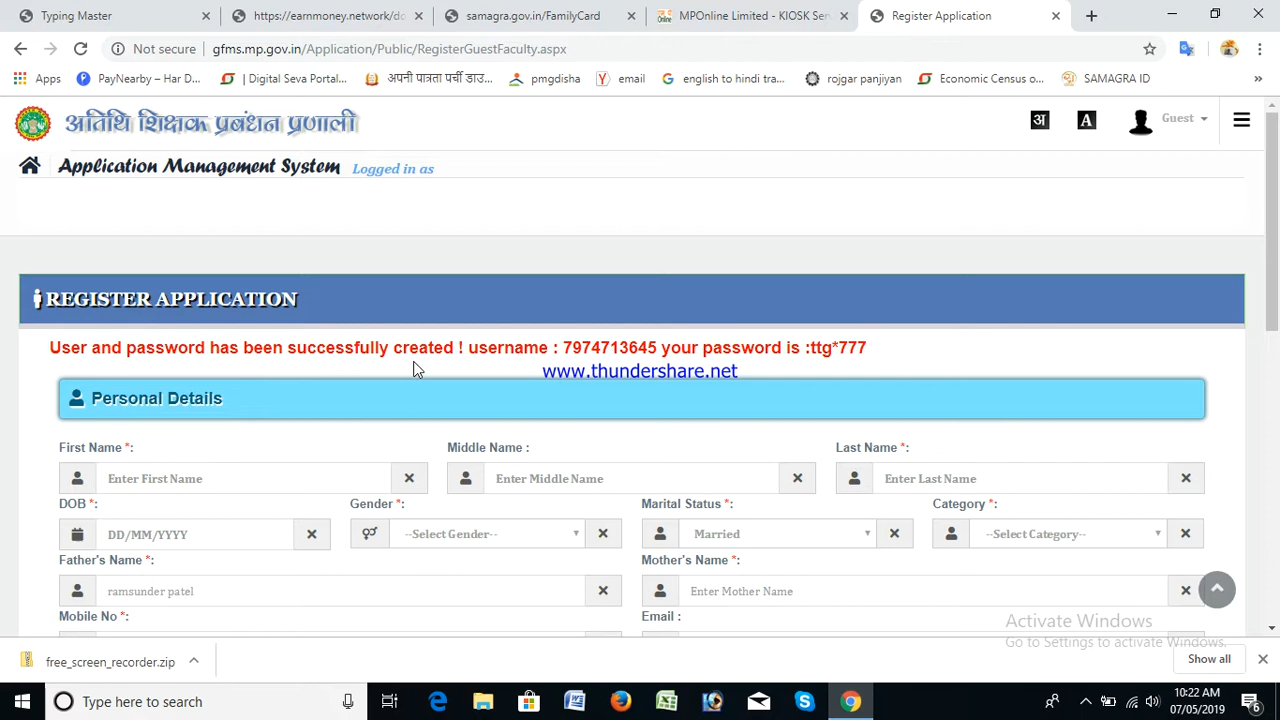 Typing Master
https://earnmoney.network/da
samagra.gov.in/FamilyCard
MPOnline Limited - KIOSK Serv
Register Application
Not secure
gfms.mp.gov.in/Application/Public/RegisterGuestFaculty.aspx
Apps
PayNearby – Har D...
| Digital Seva Portal...
अपनी पात्रता पर्ची डाउ...
pmgdisha
email
english to hindi tra...
rojgar panjiyan
Economic Census o...
SAMAGRA ID
»
अतिथि शिक्षक प्रबंधन प्रणाली
अ
A
Guest
Application Management System
Logged in as
REGISTER APPLICATION
User and password has been successfully created ! username : 7974713645 your password is :ttg*777
www.thundershare.net
Personal Details
First Name *:
Middle Name :
Last Name *:
Enter First Name
Enter Middle Name
Enter Last Name
DOB *:
Gender *:
Marital Status *:
Category *:
DD/MM/YYYY
--Select Gender--
Married
--Select Category--
Father's Name *:
Mother's Name *:
ramsunder patel
Enter Mother Name
Mobile No *:
Email :
Activate Windows
Go to Settings to activate Windows.
free_screen_recorder.zip
Show all
Type here to search
10:22 AM
07/05/2019
6